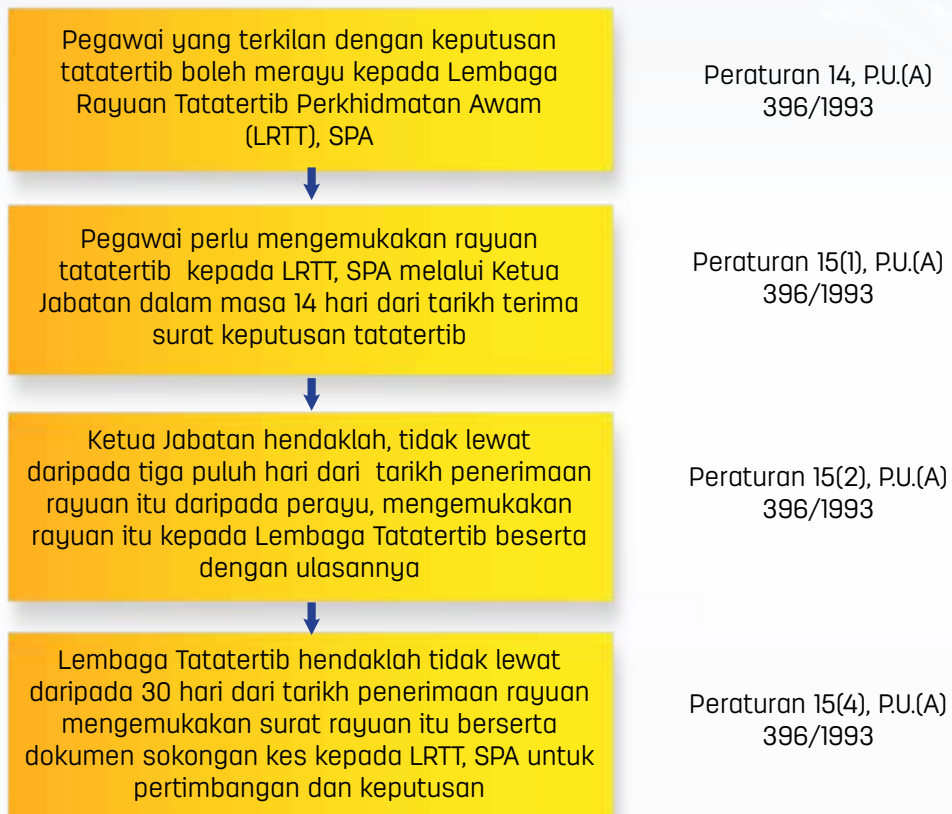 Pegawai yang terkilan dengan keputusan
tatatertib boleh merayu kepada Lembaga
Rayuan Tatatertib Perkhidmatan Awam
(LRTT), SPA
Peraturan 14, P.U.(A)
396/1993
Pegawai perlu mengemukakan rayuan
tatatertib kepada LRTT, SPA melalui Ketua
Jabatan dalam masa 14 hari dari tarikh terima
surat keputusan tatatertib
Peraturan 15(1), P.U.(A)
396/1993
Ketua Jabatan hendaklah, tidak lewat
daripada tiga puluh hari dari tarikh penerimaan
rayuan itu daripada perayu, mengemukakan
rayuan itu kepada Lembaga Tatatertib beserta
dengan ulasannya
Peraturan 15(2), P.U.(A)
396/1993
Lembaga Tatatertib hendaklah tidak lewat
daripada 30 hari dari tarikh penerimaan rayuan
mengemukakan surat rayuan itu berserta
dokumen sokongan kes kepada LRTT, SPA untuk
pertimbangan dan keputusan
Peraturan 15(4), P.U.(A)
396/1993